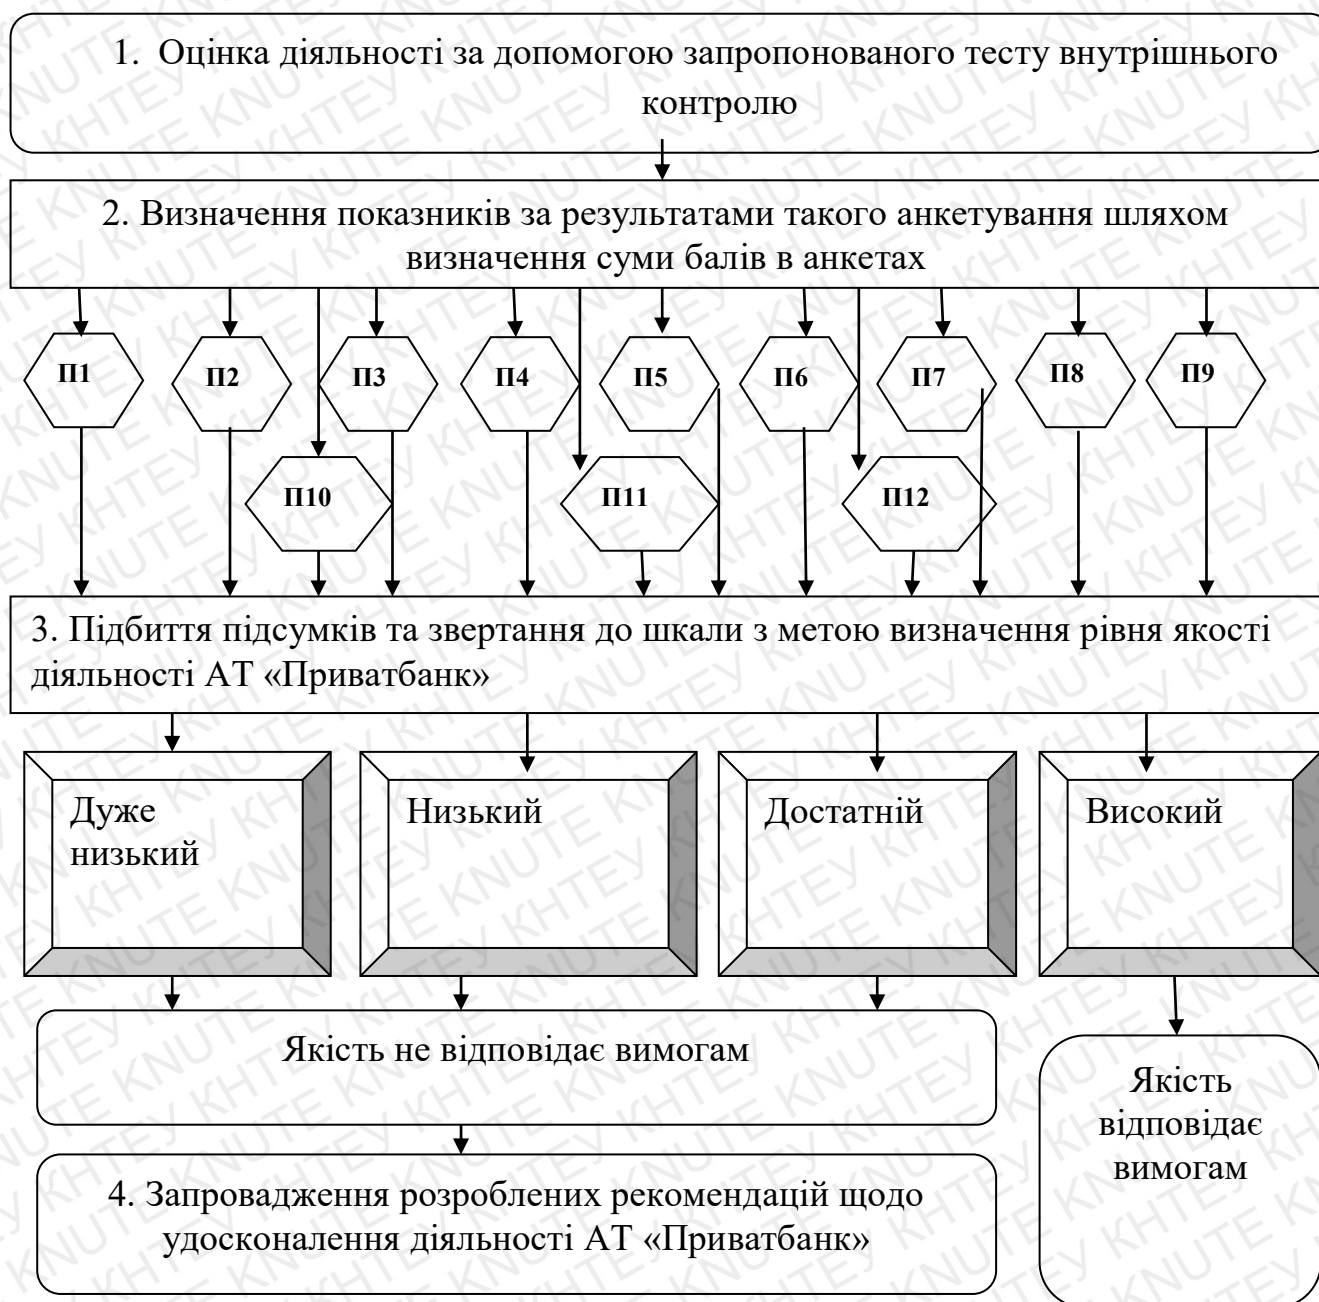 1. Оцінка діяльності за допомогою запропонованого тесту внутрішнього
контролю
2. Визначення показників за результатами такого анкетування шляхом
визначення суми балів в анкетах
П1 П2 П3 П4 П5 П6 П7 П8 П9
П10 П11 П12
3. Підбиття підсумків та звертання до шкали з метою визначення рівня якості
діяльності АТ «Приватбанк»
Дуже
низький
Низький
Достатній
Високий
Якість не відповідає вимогам
Якість
відповідає
вимогам
4. Запровадження розроблених рекомендацій щодо
удосконалення діяльності АТ «Приватбанк»